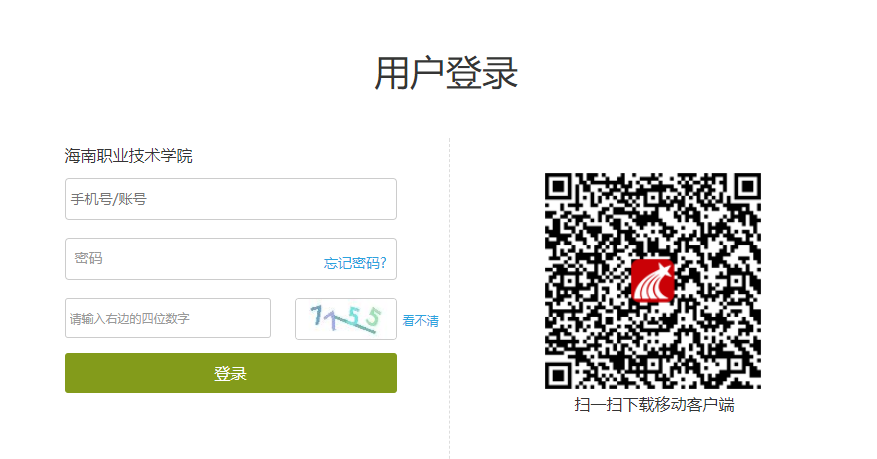 用户登录
海南职业技术学院
手机号/账号
密码
忘记密码?
请输入右边的四位数字
看不清
登录
扫一扫下载移动客户端